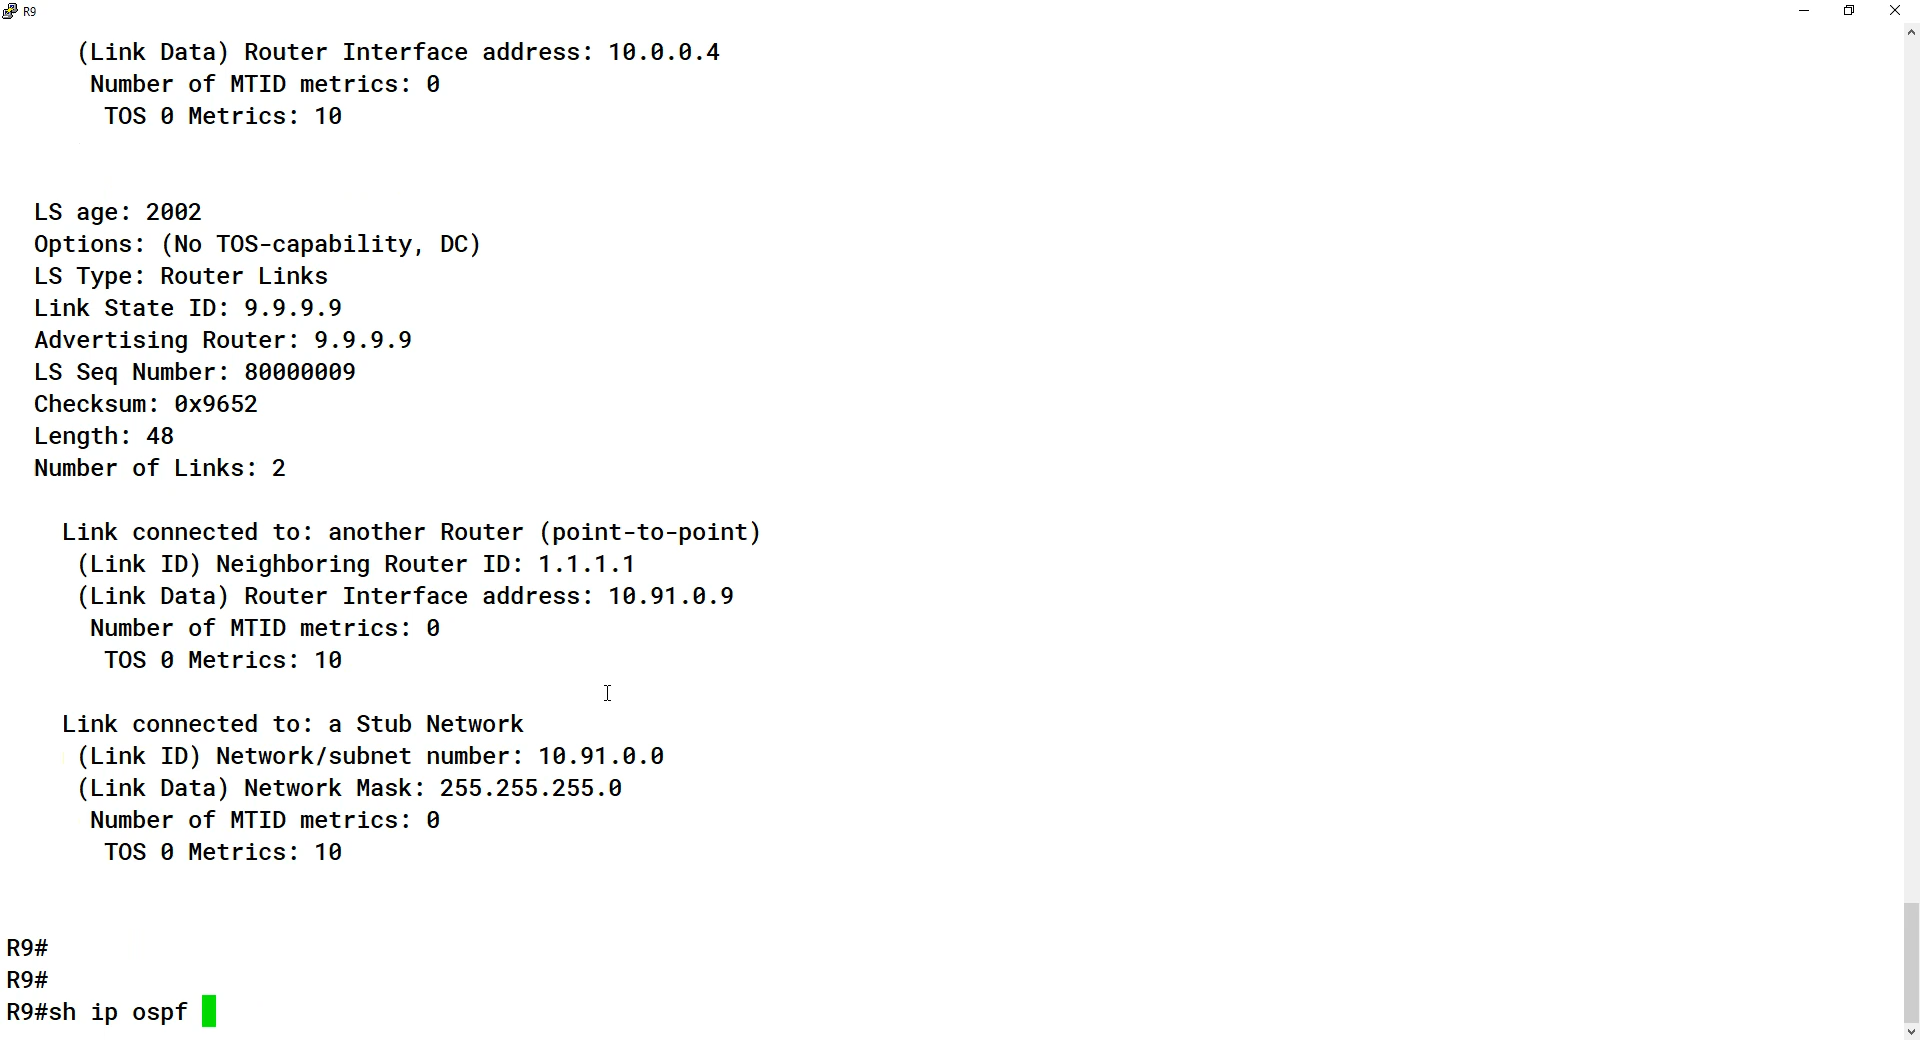 R9
(Link Data) Router Interface address: 10.0.0.4
Number of MTID metrics: 0
TOS 0 Metrics: 10
LS age: 2002
Options: (No TOS-capability, DC)
LS Type: Router Links
Link State ID: 9.9.9.9
Advertising Router: 9.9.9.9
LS Seq Number: 80000009
Checksum: 0x9652
Length: 48
Number of Links: 2
Link connected to: another Router (point-to-point)
(Link ID) Neighboring Router ID: 1.1.1.1
(Link Data) Router Interface address: 10.91.0.9
Number of MTID metrics: 0
TOS 0 Metrics: 10
Link connected to: a Stub Network
(Link ID) Network/subnet number: 10.91.0.0
(Link Data) Network Mask: 255.255.255.0
Number of MTID metrics: 0
TOS 0 Metrics: 10
R9#
R9#
R9#sh ip ospf